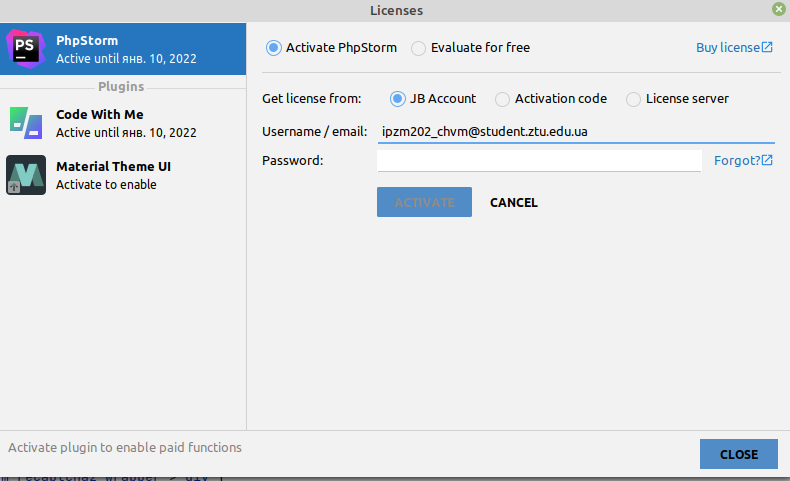 Licenses
PS
PhpStorm
Active until янв. 10, 2022
Plugins
Code With Me
Active until янв. 10, 2022
Material Theme UI
Activate to enable
Activate PhpStorm Evaluate for free Buy license
Get license from: JB Account Activation code License server
Username / email: ipzm202_chvm@student.ztu.edu.ua
Password: Forgot?
ACTIVATE CANCEL
Activate plugin to enable paid functions
CLOSE